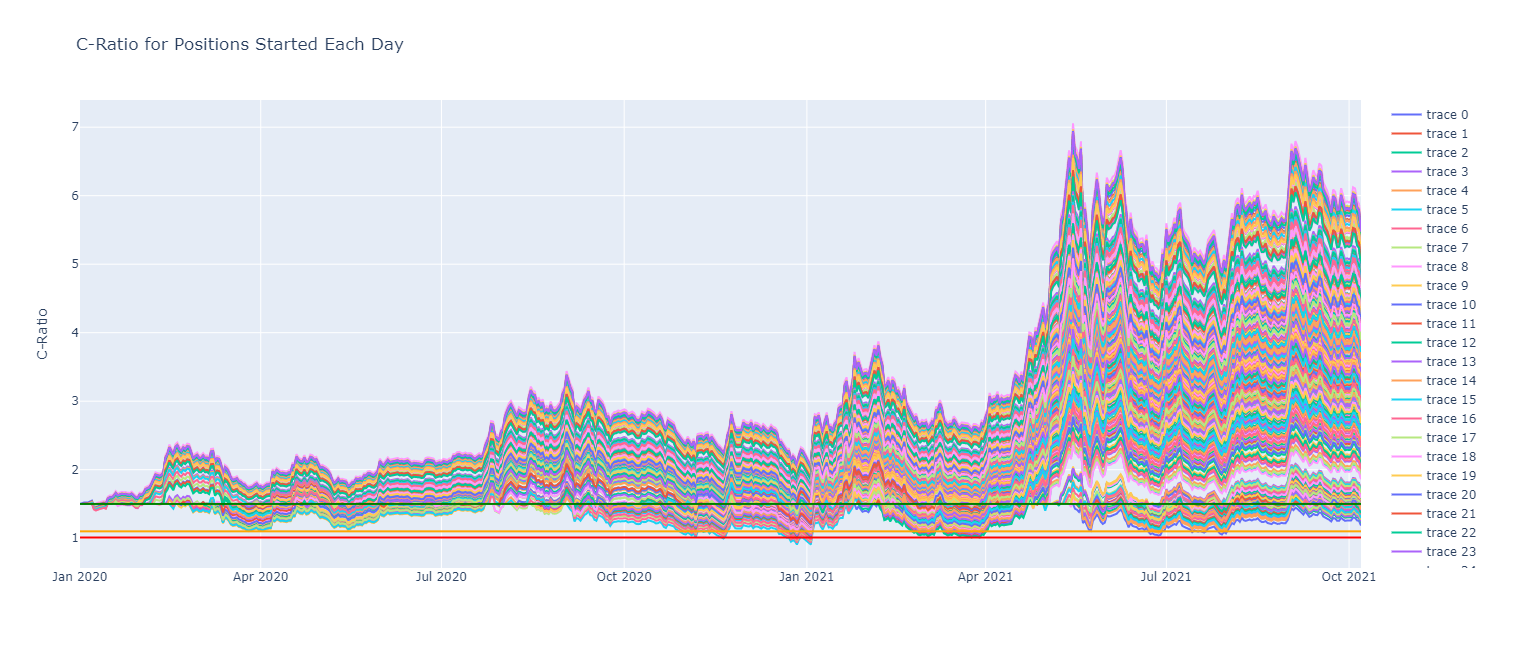 C-Ratio for Positions Started Each Day
C-Ratio
7
6
5
4
3
2
1
Jan 2020
Apr 2020
Jul 2020
Oct 2020
Jan 2021
Apr 2021
Jul 2021
Oct 2021
trace 0
trace 1
trace 2
trace 3
trace 4
trace 5
trace 6
trace 7
trace 8
trace 9
trace 10
trace 11
trace 12
trace 13
trace 14
trace 15
trace 16
trace 17
trace 18
trace 19
trace 20
trace 21
trace 22
trace 23